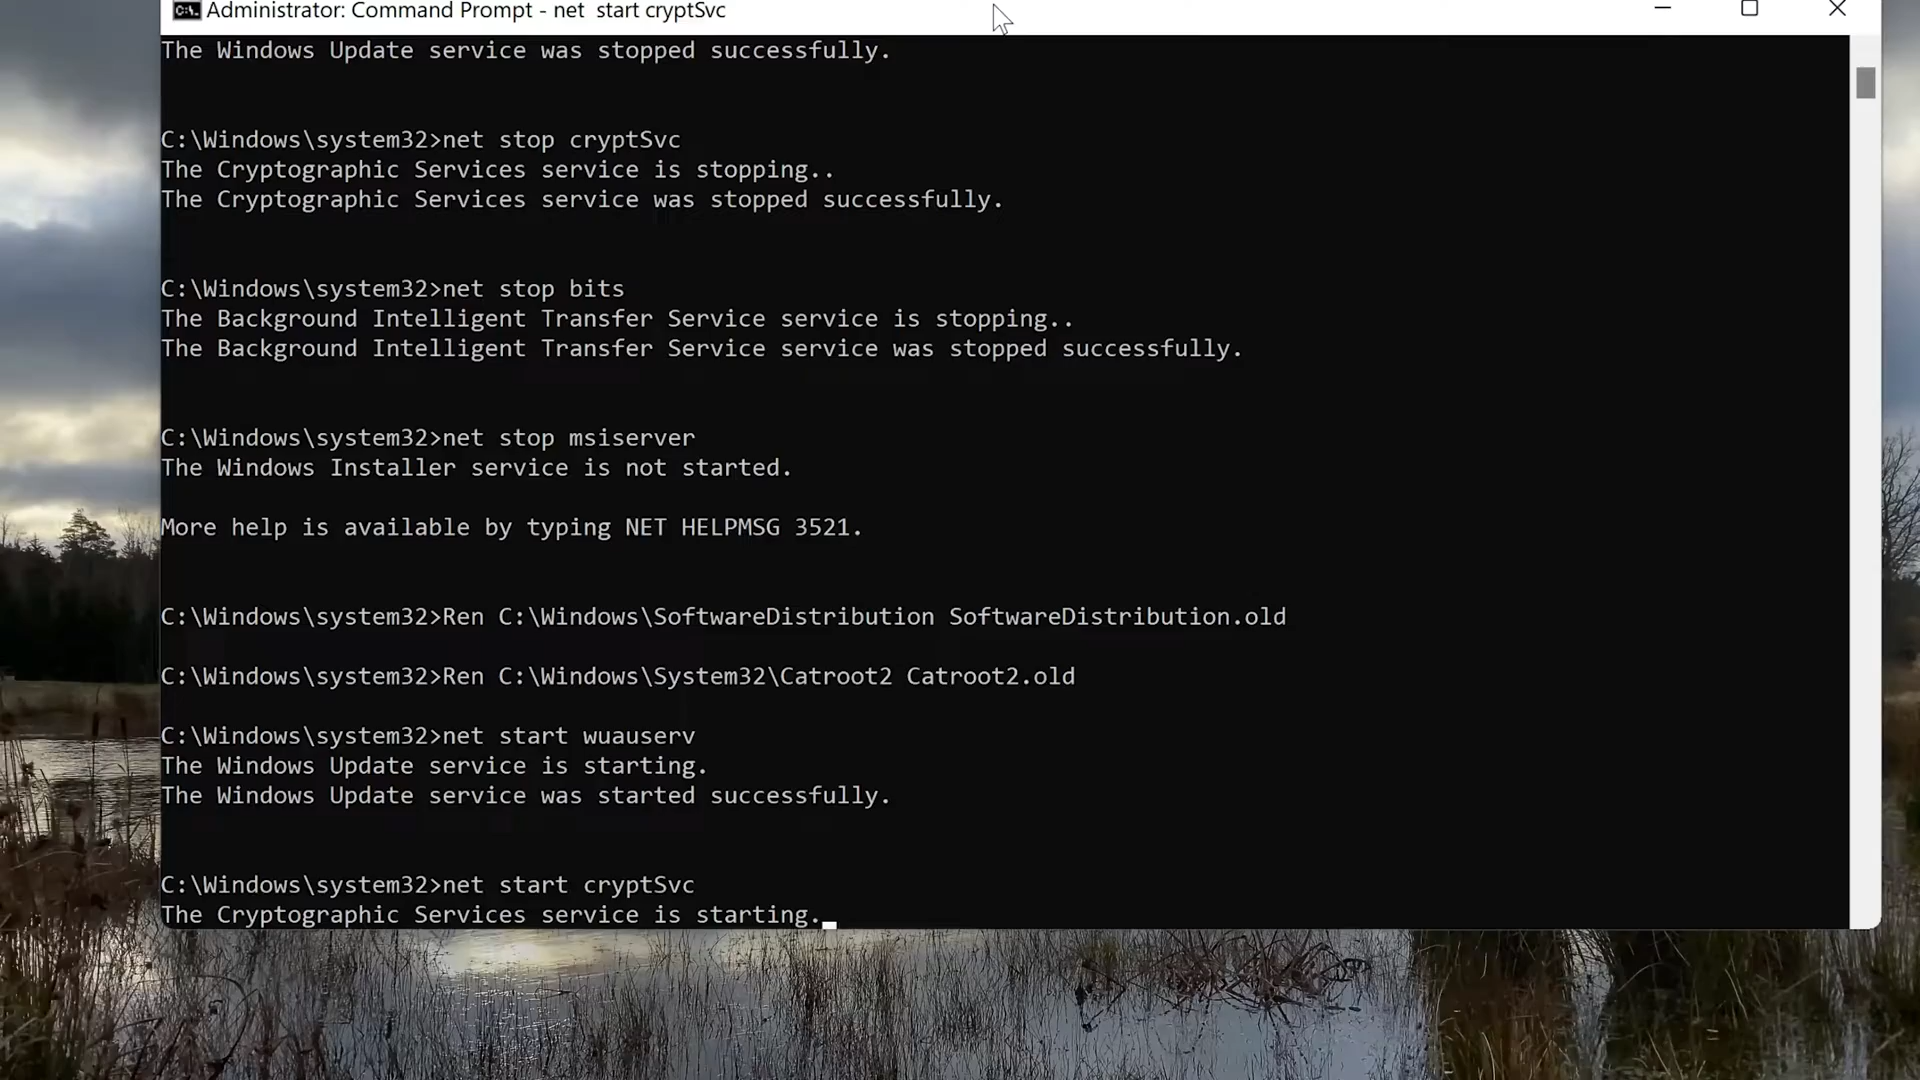 Administrator: Command Prompt - net  start cryptSvc
The Windows Update service was stopped successfully.
C:\Windows\system32>net stop cryptSvc
The Cryptographic Services service is stopping..
The Cryptographic Services service was stopped successfully.
C:\Windows\system32>net stop bits
The Background Intelligent Transfer Service service is stopping..
The Background Intelligent Transfer Service service was stopped successfully.
C:\Windows\system32>net stop msiserver
The Windows Installer service is not started.
More help is available by typing NET HELPMSG 3521.
C:\Windows\system32>Ren C:\Windows\SoftwareDistribution SoftwareDistribution.old
C:\Windows\system32>Ren C:\Windows\System32\Catroot2 Catroot2.old
C:\Windows\system32>net start wuauserv
The Windows Update service is starting.
The Windows Update service was started successfully.
C:\Windows\system32>net start cryptSvc
The Cryptographic Services service is starting.